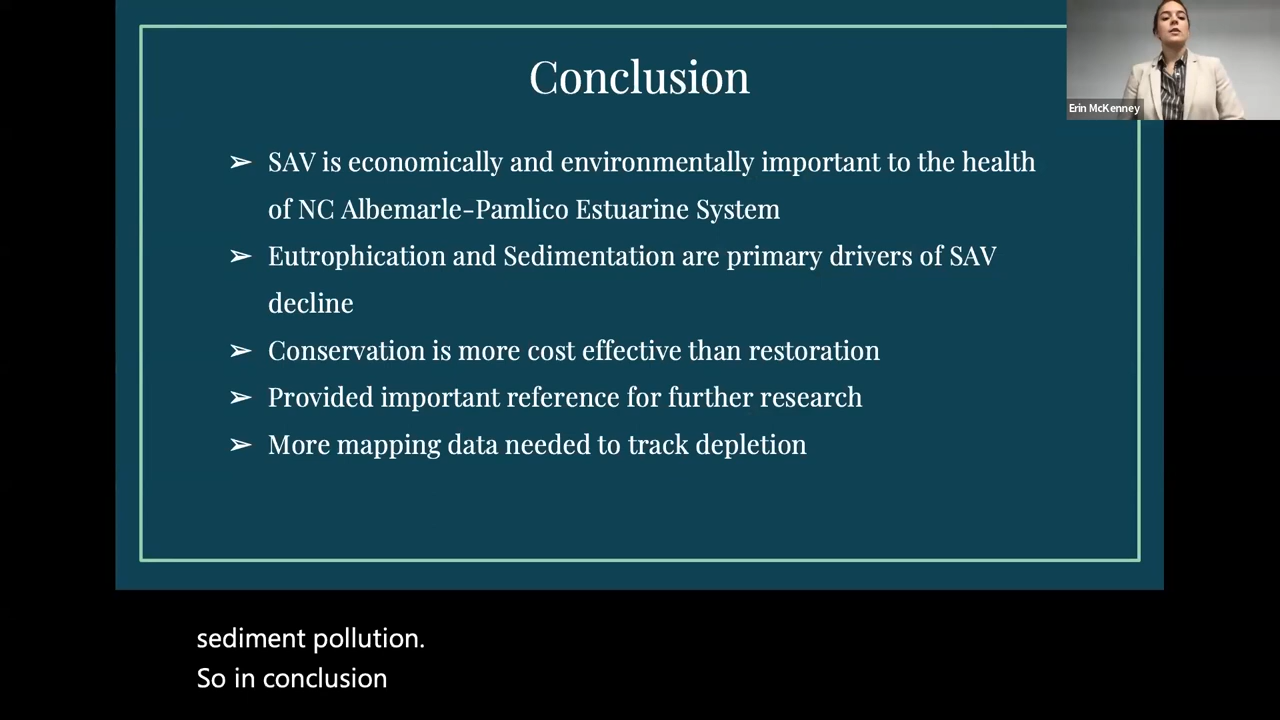 Conclusion
Erin McKenney
➢ SAV is economically and environmentally important to the health
of NC Albemarle-Pamlico Estuarine System
➢ Eutrophication and Sedimentation are primary drivers of SAV
decline
➢ Conservation is more cost effective than restoration
➢ Provided important reference for further research
➢ More mapping data needed to track depletion
sediment pollution.
So in conclusion